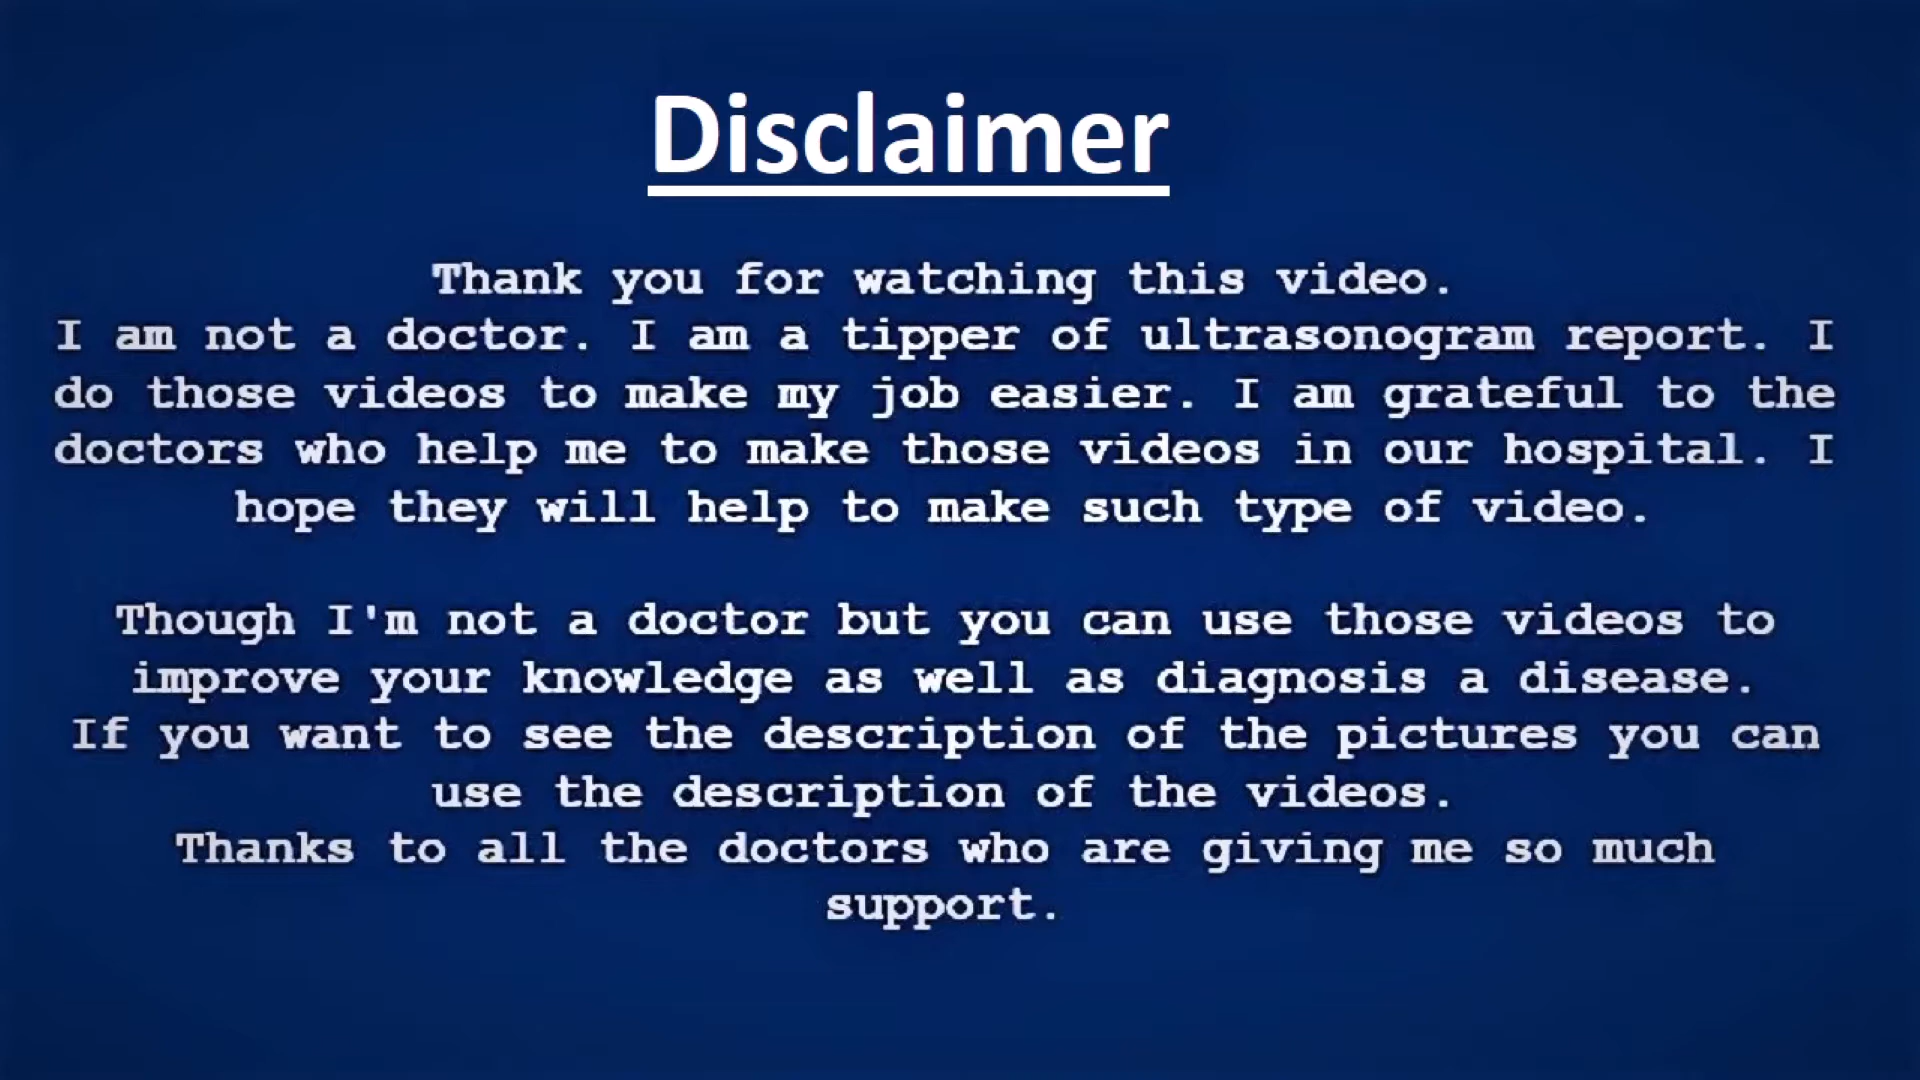 Disclaimer
Thank you for watching this video.
I am not a doctor. I am a tipper of ultrasonogram report. I
do those videos to make my job easier. I am grateful to the
doctors who help me to make those videos in our hospital. I
hope they will help to make such type of video.
Though I'm not a doctor but you can use those videos to
improve your knowledge as well as diagnosis a disease.
If you want to see the description of the pictures you can
use the description of the videos.
Thanks to all the doctors who are giving me so much
support.